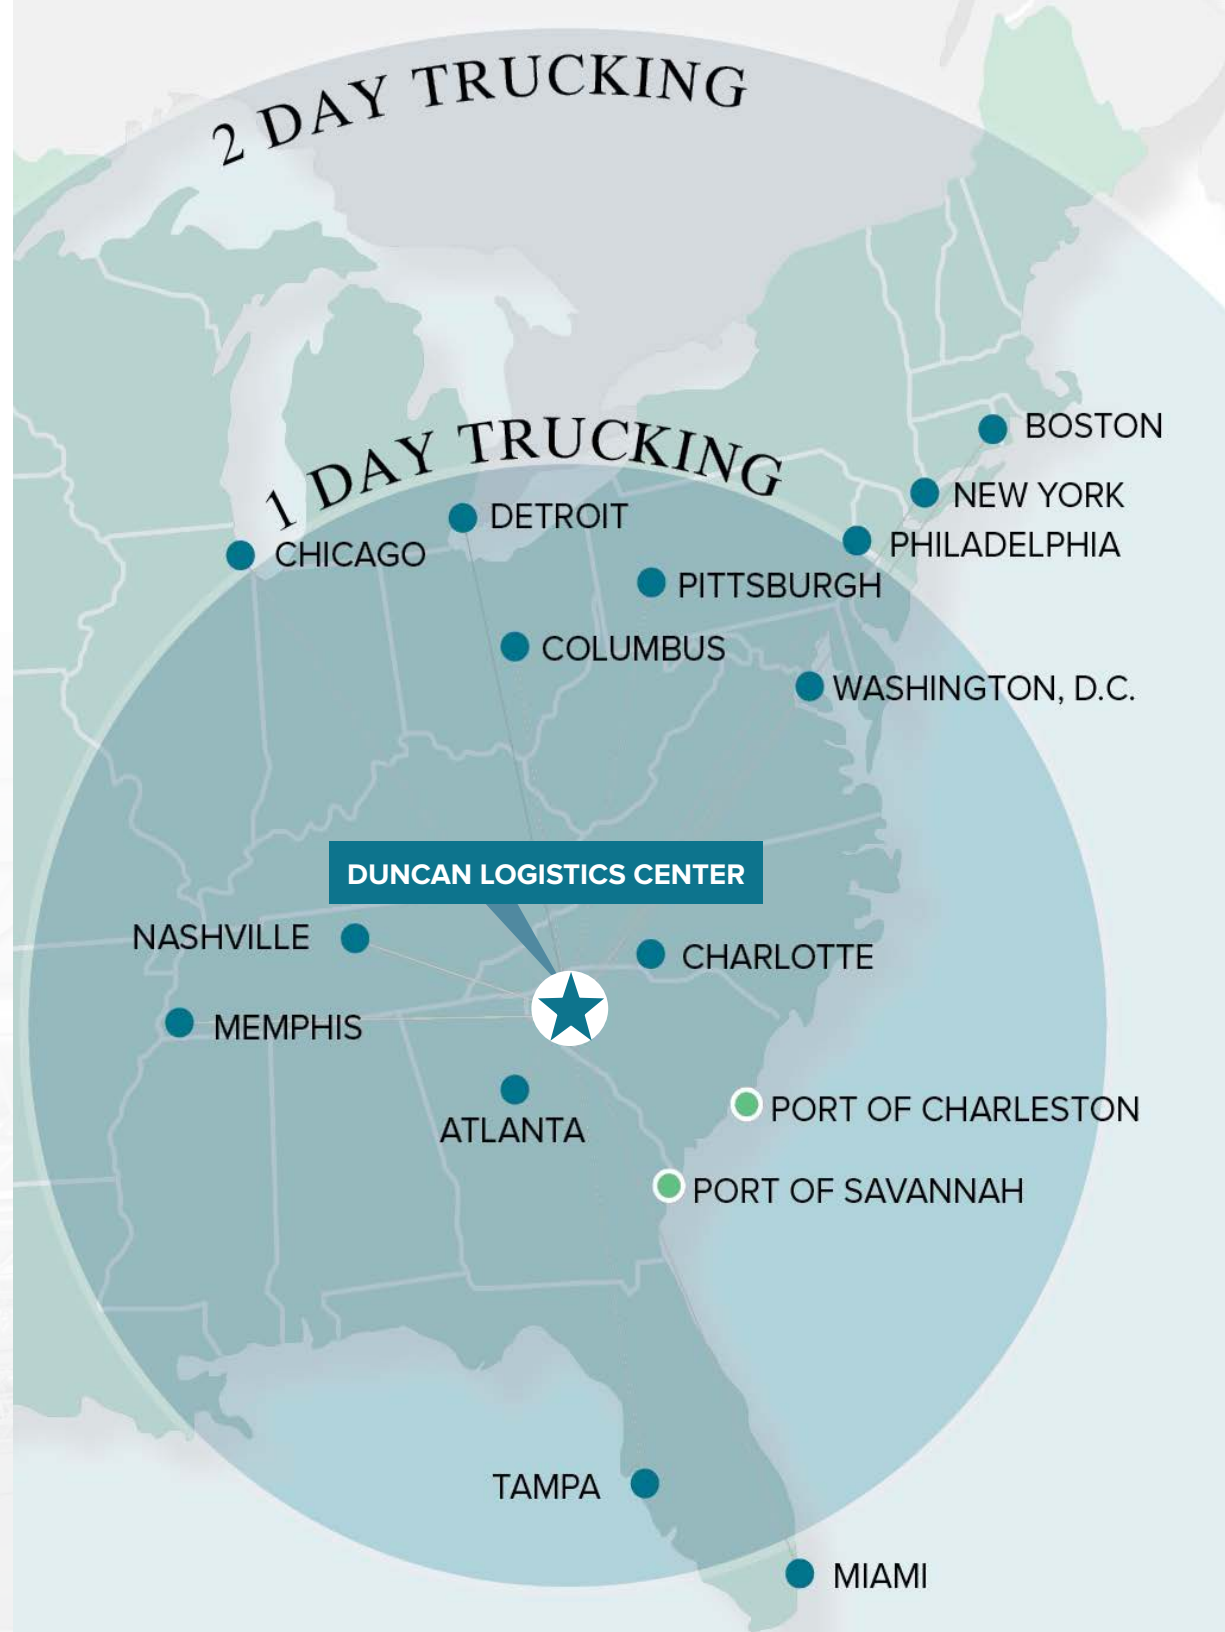 2 DAY TRUCKING
1 DAY TRUCKING
BOSTON
NEW YORK
DETROIT
PHILADELPHIA
CHICAGO
PITTSBURGH
COLUMBUS
WASHINGTON, D.C.
DUNCAN LOGISTICS CENTER
NASHVILLE
CHARLOTTE
MEMPHIS
PORT OF CHARLESTON
ATLANTA
PORT OF SAVANNAH
TAMPA
MIAMI